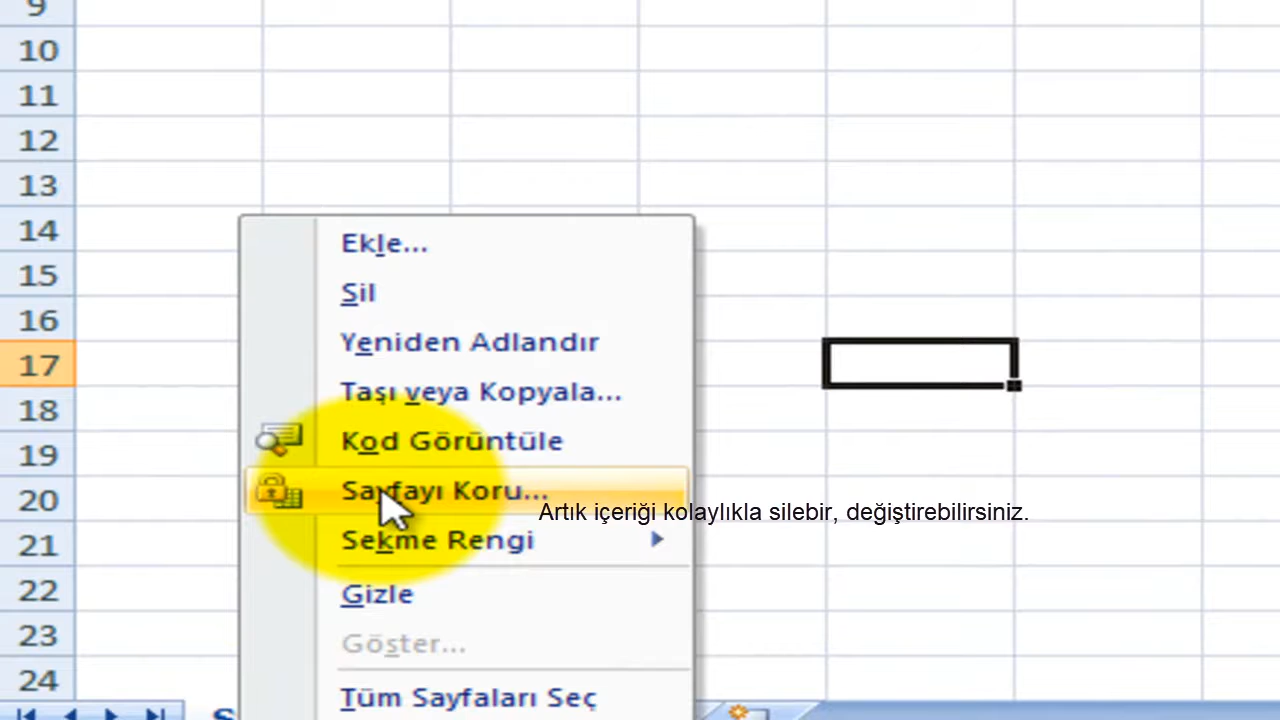 9
10
11
12
13
14
15
16
17
18
19
20
21
22
23
24
Ekle...
Sil
Yeniden Adlandır
Taşı veya Kopyala...
Kod Görüntüle
Sayfayı Koru...
Artık içeriği kolaylıkla silebir, değiştirebilirsiniz.
Sekme Rengi
Gizle
Göster...
Tüm Sayfaları Seç
S